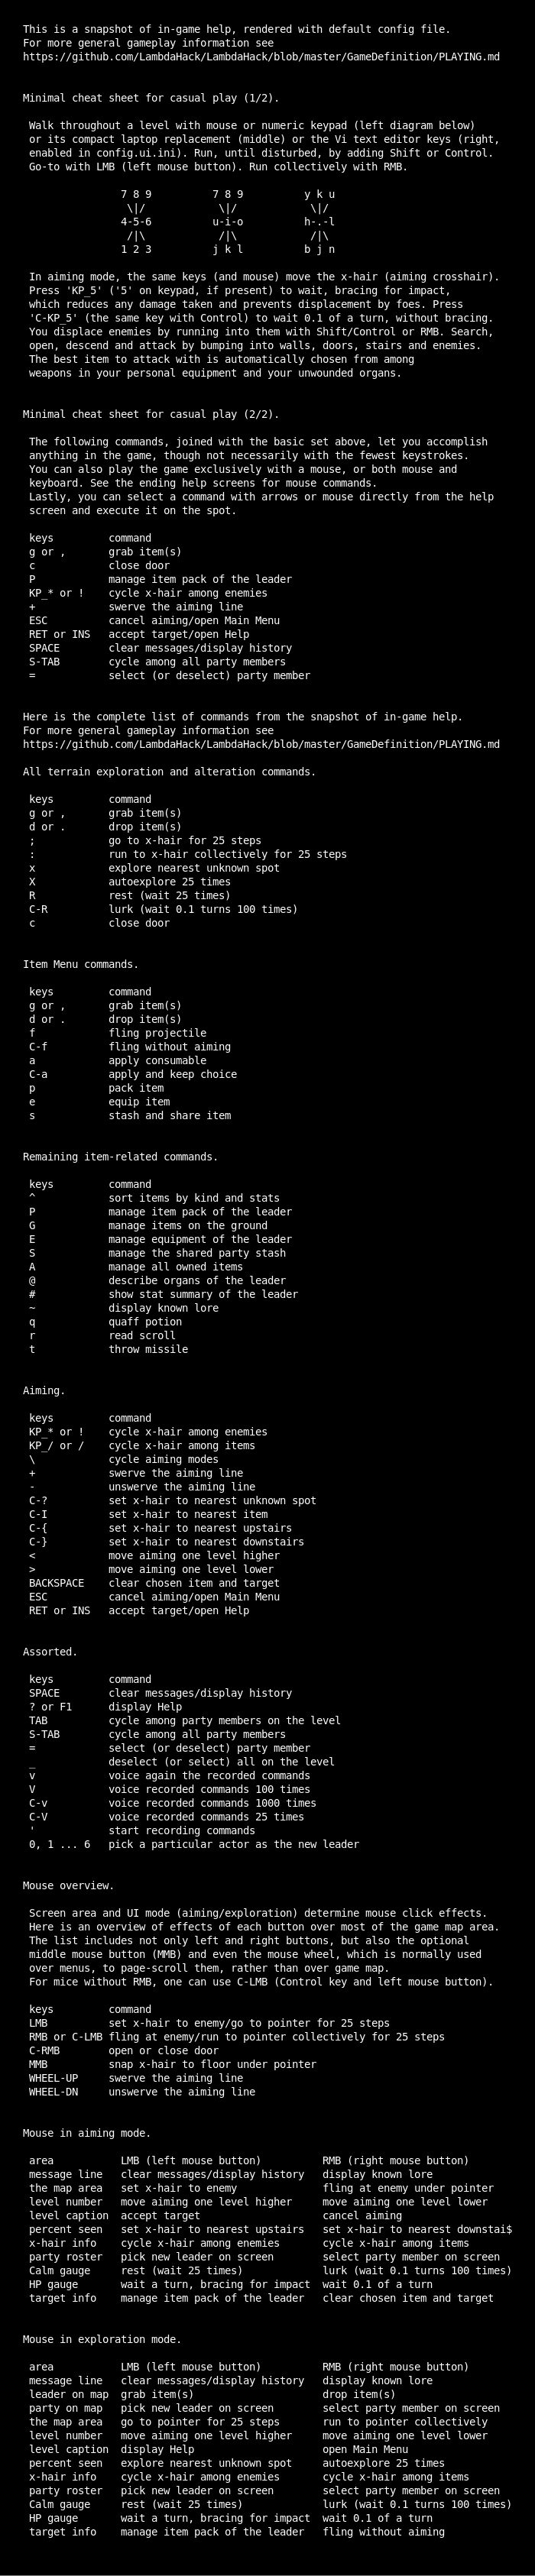 This is a snapshot of in-game help, rendered with default config file.
For more general gameplay information see
https://github.com/LambdaHack/LambdaHack/blob/master/GameDefinition/PLAYING.md

Minimal cheat sheet for casual play (1/2).

 Walk throughout a level with mouse or numeric keypad (left diagram below)
 or its compact laptop replacement (middle) or the Vi text editor keys (right,
 enabled in config.ui.ini). Run, until disturbed, by adding Shift or Control.
 Go-to with LMB (left mouse button). Run collectively with RMB.

                7 8 9          7 8 9          y k u
                 \|/            \|/            \|/
                4-5-6          u-i-o          h-.-l
                 /|\            /|\            /|\
                1 2 3          j k l          b j n

 In aiming mode, the same keys (and mouse) move the x-hair (aiming crosshair).
 Press 'KP_5' ('5' on keypad, if present) to wait, bracing for impact,
 which reduces any damage taken and prevents displacement by foes. Press
 'C-KP_5' (the same key with Control) to wait 0.1 of a turn, without bracing.
 You displace enemies by running into them with Shift/Control or RMB. Search,
 open, descend and attack by bumping into walls, doors, stairs and enemies.
 The best item to attack with is automatically chosen from among
 weapons in your personal equipment and your unwounded organs.

Minimal cheat sheet for casual play (2/2).

 The following commands, joined with the basic set above, let you accomplish
 anything in the game, though not necessarily with the fewest keystrokes.
 You can also play the game exclusively with a mouse, or both mouse and
 keyboard. See the ending help screens for mouse commands.
 Lastly, you can select a command with arrows or mouse directly from the help
 screen and execute it on the spot.

 keys         command
 g or ,       grab item(s)
 c            close door
 P            manage item pack of the leader
 KP_* or !    cycle x-hair among enemies
 +            swerve the aiming line
 ESC          cancel aiming/open Main Menu
 RET or INS   accept target/open Help
 SPACE        clear messages/display history
 S-TAB        cycle among all party members
 =            select (or deselect) party member

Here is the complete list of commands from the snapshot of in-game help.
For more general gameplay information see
https://github.com/LambdaHack/LambdaHack/blob/master/GameDefinition/PLAYING.md

All terrain exploration and alteration commands.

 keys         command
 g or ,       grab item(s)
 d or .       drop item(s)
 ;            go to x-hair for 25 steps
 :            run to x-hair collectively for 25 steps
 x            explore nearest unknown spot
 X            autoexplore 25 times
 R            rest (wait 25 times)
 C-R          lurk (wait 0.1 turns 100 times)
 c            close door

Item Menu commands.

 keys         command
 g or ,       grab item(s)
 d or .       drop item(s)
 f            fling projectile
 C-f          fling without aiming
 a            apply consumable
 C-a          apply and keep choice
 p            pack item
 e            equip item
 s            stash and share item

Remaining item-related commands.

 keys         command
 ^            sort items by kind and stats
 P            manage item pack of the leader
 G            manage items on the ground
 E            manage equipment of the leader
 S            manage the shared party stash
 A            manage all owned items
 @            describe organs of the leader
 #            show stat summary of the leader
 ~            display known lore
 q            quaff potion
 r            read scroll
 t            throw missile

Aiming.

 keys         command
 KP_* or !    cycle x-hair among enemies
 KP_/ or /    cycle x-hair among items
 \            cycle aiming modes
 +            swerve the aiming line
 -            unswerve the aiming line
 C-?          set x-hair to nearest unknown spot
 C-I          set x-hair to nearest item
 C-{          set x-hair to nearest upstairs
 C-}          set x-hair to nearest downstairs
 <            move aiming one level higher
 >            move aiming one level lower
 BACKSPACE    clear chosen item and target
 ESC          cancel aiming/open Main Menu
 RET or INS   accept target/open Help

Assorted.

 keys         command
 SPACE        clear messages/display history
 ? or F1      display Help
 TAB          cycle among party members on the level
 S-TAB        cycle among all party members
 =            select (or deselect) party member
 _            deselect (or select) all on the level
 v            voice again the recorded commands
 V            voice recorded commands 100 times
 C-v          voice recorded commands 1000 times
 C-V          voice recorded commands 25 times
 '            start recording commands
 0, 1 ... 6   pick a particular actor as the new leader

Mouse overview.

 Screen area and UI mode (aiming/exploration) determine mouse click effects.
 Here is an overview of effects of each button over most of the game map area.
 The list includes not only left and right buttons, but also the optional
 middle mouse button (MMB) and even the mouse wheel, which is normally used
 over menus, to page-scroll them, rather than over game map.
 For mice without RMB, one can use C-LMB (Control key and left mouse button).

 keys         command
 LMB          set x-hair to enemy/go to pointer for 25 steps
 RMB or C-LMB fling at enemy/run to pointer collectively for 25 steps
 C-RMB        open or close door
 MMB          snap x-hair to floor under pointer
 WHEEL-UP     swerve the aiming line
 WHEEL-DN     unswerve the aiming line

Mouse in aiming mode.

 area           LMB (left mouse button)          RMB (right mouse button)
 message line   clear messages/display history   display known lore
 the map area   set x-hair to enemy              fling at enemy under pointer
 level number   move aiming one level higher     move aiming one level lower
 level caption  accept target                    cancel aiming
 percent seen   set x-hair to nearest upstairs   set x-hair to nearest downstai$
 x-hair info    cycle x-hair among enemies       cycle x-hair among items
 party roster   pick new leader on screen        select party member on screen
 Calm gauge     rest (wait 25 times)             lurk (wait 0.1 turns 100 times)
 HP gauge       wait a turn, bracing for impact  wait 0.1 of a turn
 target info    manage item pack of the leader   clear chosen item and target

Mouse in exploration mode.

 area           LMB (left mouse button)          RMB (right mouse button)
 message line   clear messages/display history   display known lore
 leader on map  grab item(s)                     drop item(s)
 party on map   pick new leader on screen        select party member on screen
 the map area   go to pointer for 25 steps       run to pointer collectively
 level number   move aiming one level higher     move aiming one level lower
 level caption  display Help                     open Main Menu
 percent seen   explore nearest unknown spot     autoexplore 25 times
 x-hair info    cycle x-hair among enemies       cycle x-hair among items
 party roster   pick new leader on screen        select party member on screen
 Calm gauge     rest (wait 25 times)             lurk (wait 0.1 turns 100 times)
 HP gauge       wait a turn, bracing for impact  wait 0.1 of a turn
 target info    manage item pack of the leader   fling without aiming